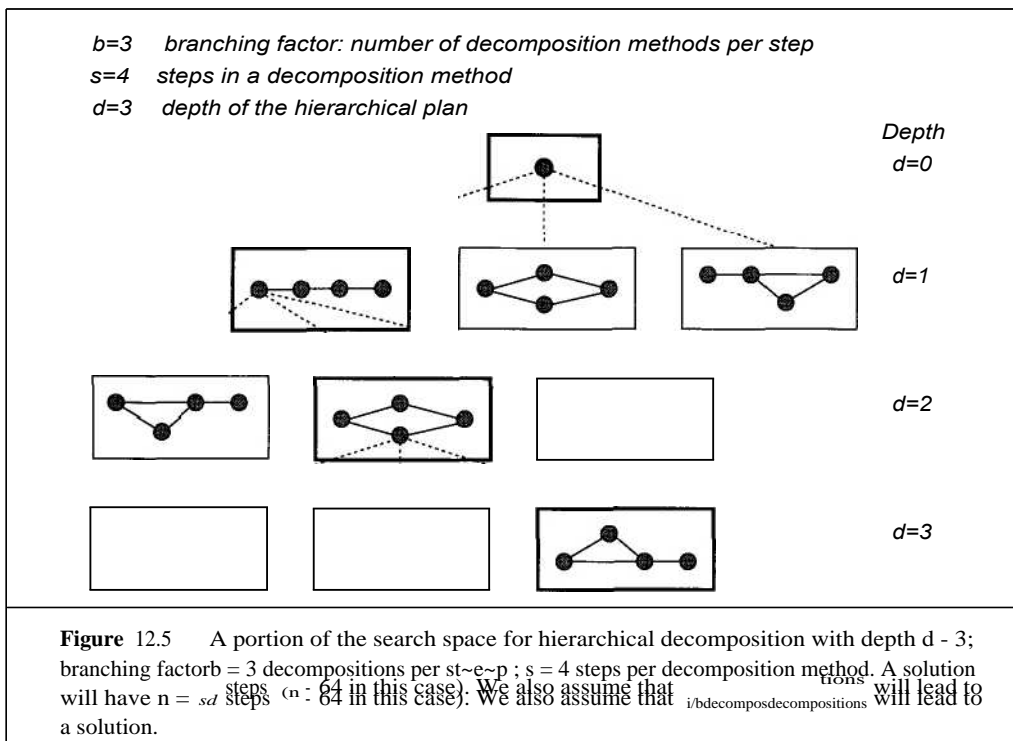 b=3 branching factor: number of decomposition methods per step
s=4 steps in a decomposition method
d=3 depth of the hierarchical plan
Depth
d=0
d=1
d=2
d=3
Figure 12.5 A portion of the search space for hierarchical decomposition with depth d - 3;
branching factorb = 3 decompositions per st~e~p ; s = 4 steps per decomposition method. A solution
will have n = sd steps (n - 64 in this case). We also assume that will lead to
a solution.